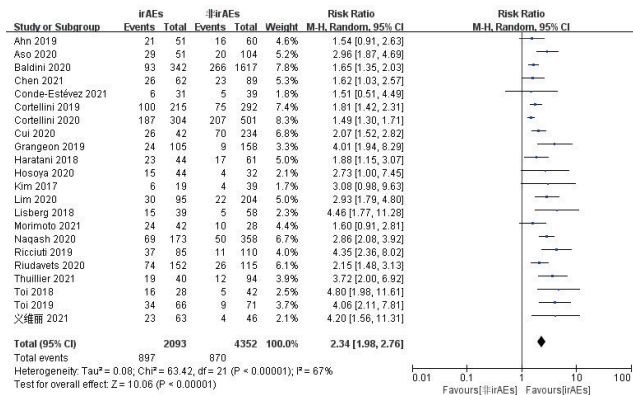 irAEs 非irAEs Risk Ratio Risk Ratio
Study or Subgroup Events Total Events Total Weight M-H, Random, 95% CI M-H, Random, 95% CI
Ahn 2019 21 51 16 60 4.6% 1.54 [0.91, 2.63]
Aso 2020 29 51 20 104 5.2% 2.96 [1.87, 4.69]
Baldini 2020 93 342 266 1617 7.7% 1.65 [1.35, 2.03]
Chen 2021 26 62 23 89 5.1% 1.62 [1.03, 2.57]
Conde-Estévez 2021 6 31 5 39 1.9% 1.51 [0.51, 4.49]
Cortellini 2019 100 215 75 292 7.3% 1.81 [1.42, 2.31]
Cortellini 2020 187 304 207 501 8.3% 1.49 [1.30, 1.71]
Cui 2020 26 42 70 234 6.6% 2.07 [1.52, 2.82]
Grangeon 2019 24 105 9 158 3.4% 4.01 [1.94, 8.29]
Haratani 2018 23 44 17 61 4.9% 1.88 [1.15, 3.07]
Hosoya 2020 15 44 4 32 2.1% 2.73 [1.00, 7.45]
Kim 2017 6 19 4 39 1.7% 3.08 [0.98, 9.63]
Lim 2020 30 95 22 204 4.9% 2.93 [1.79, 4.80]
Lisberg 2018 15 39 5 58 2.4% 4.46 [1.77, 11.28]
Morimoto 2021 24 42 10 28 4.4% 1.60 [0.91, 2.81]
Naqash 2020 69 173 50 358 6.6% 2.86 [2.08, 3.92]
Ricciuti 2019 37 85 11 110 4.1% 4.35 [2.36, 8.02]
Riudavets 2020 74 152 26 115 6.0% 2.15 [1.48, 3.13]
Thuillier 2021 19 40 12 94 4.1% 3.72 [2.00, 6.92]
Toi 2018 16 28 5 42 2.6% 4.80 [1.98, 11.61]
Toi 2019 34 66 9 71 3.9% 4.06 [2.11, 7.81]
义维丽 2021 23 63 4 46 2.1% 4.20 [1.56, 11.31]
Total (95% CI) 2093 4352 100.0% 2.34 [1.98, 2.76]
Total events 897 870
Heterogeneity: Tau² = 0.08; Chi² = 63.42, df = 21 (P < 0.00001); I² = 67%
Test for overall effect: Z = 10.06 (P < 0.00001)
0.01 0.1 1 10 100
Favours[非irAEs] Favours[irAEs]